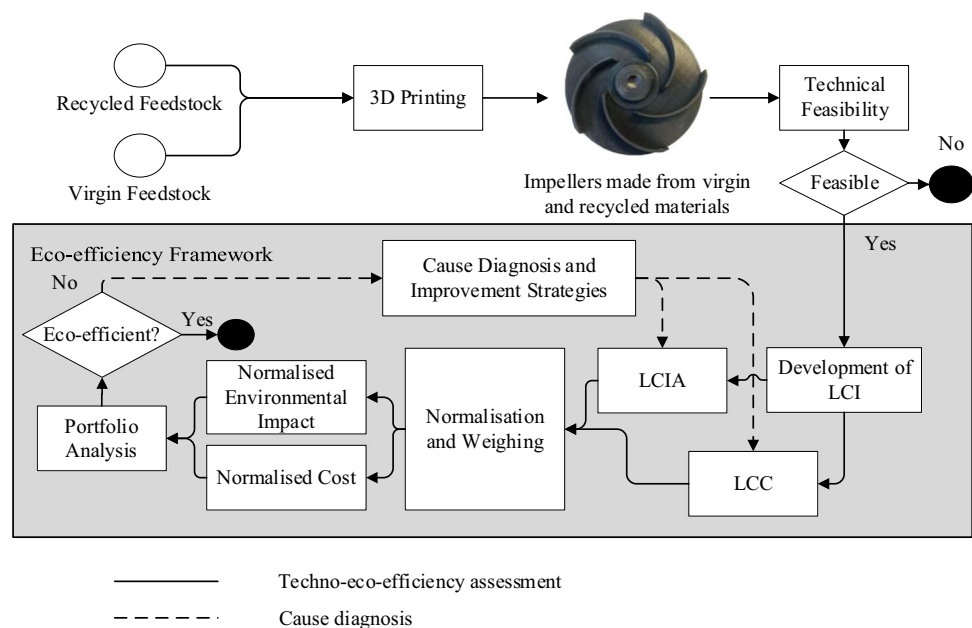 Recycled Feedstock
Virgin Feedstock
3D Printing
Impellers made from virgin
and recycled materials
Technical
Feasibility
Feasible
No
Yes
Eco-efficiency Framework
No
Cause Diagnosis and
Improvement Strategies
Eco-efficient?
Yes
Portfolio
Analysis
Normalised
Environmental
Impact
Normalised Cost
Normalisation
and Weighing
LCIA
LCC
Development of
LCI
Techno-eco-efficiency assessment
Cause diagnosis